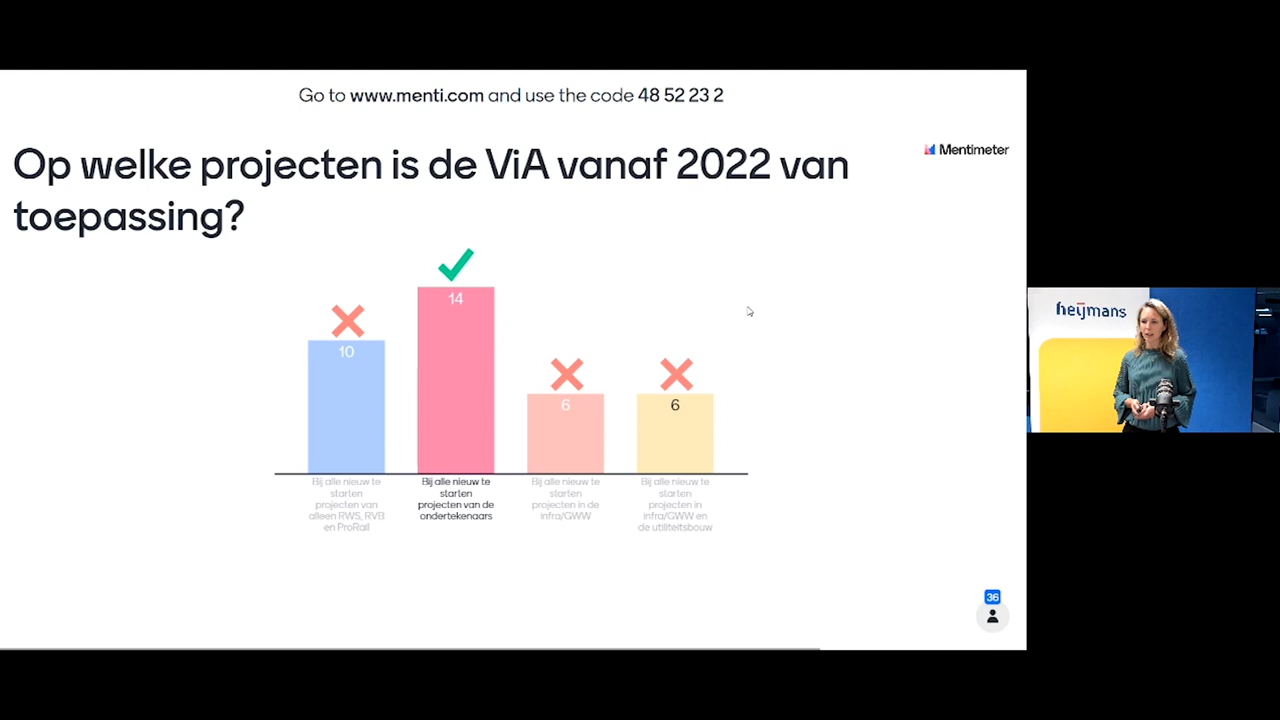 Go to www.menti.com and use the code 48 52 23 2
Op welke projecten is de ViA vanaf 2022 van
toepassing?
Mentimeter
10
14
6
6
Bij alle nieuw te
starten
projecten van
alleen RWS, RVB
en ProRail
Bij alle nieuw te
starten
projecten van de
ondertekenaars
Bij alle nieuw te
starten
projecten in de
infra/GWW
Bij alle nieuw te
starten
projecten in
infra/GWW en
de utiliteitsbouw
36
heijmans